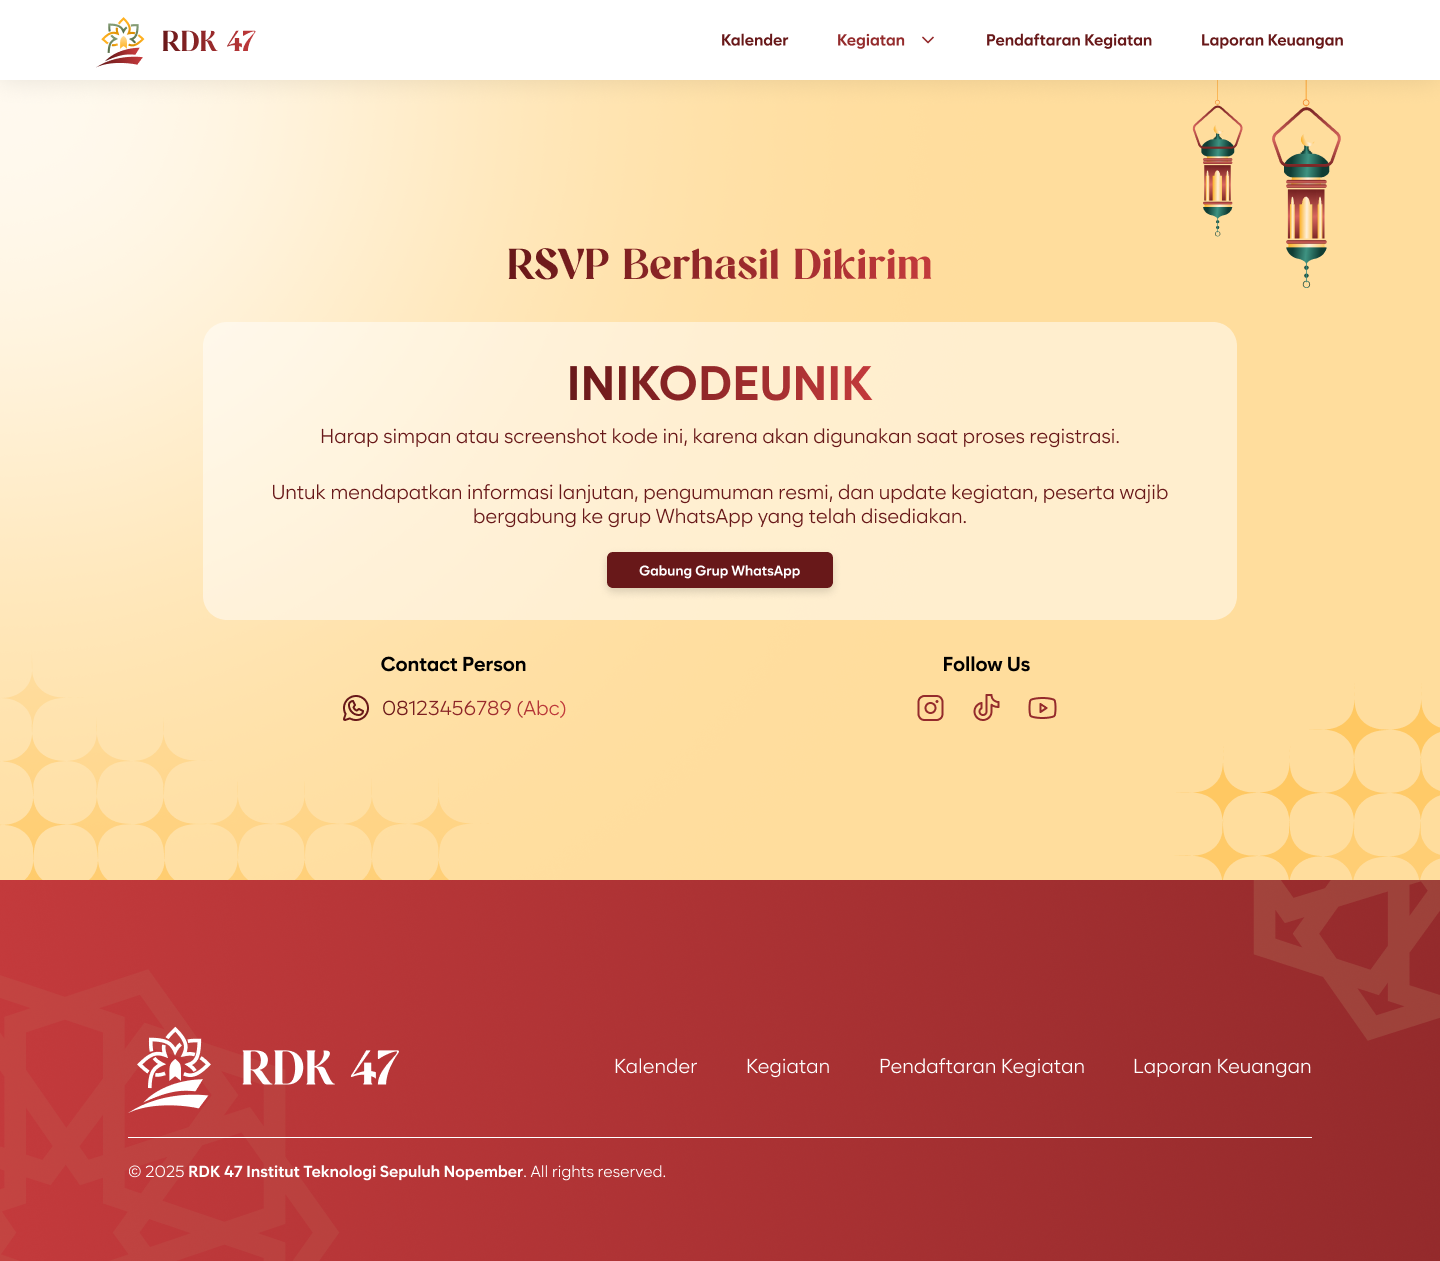 RDK 47
Kalender
Kegiatan
Pendaftaran Kegiatan
Laporan Keuangan
RSVP Berhasil Dikirim
INIKODEUNIK
Harap simpan atau screenshot kode ini, karena akan digunakan saat proses registrasi.
Untuk mendapatkan informasi lanjutan, pengumuman resmi, dan update kegiatan, peserta wajib
bergabung ke grup WhatsApp yang telah disediakan.
Gabung Grup WhatsApp
Contact Person
08123456789 (Abc)
Follow Us
RDK 47
Kalender
Kegiatan
Pendaftaran Kegiatan
Laporan Keuangan
© 2025 RDK 47 Institut Teknologi Sepuluh Nopember. All rights reserved.